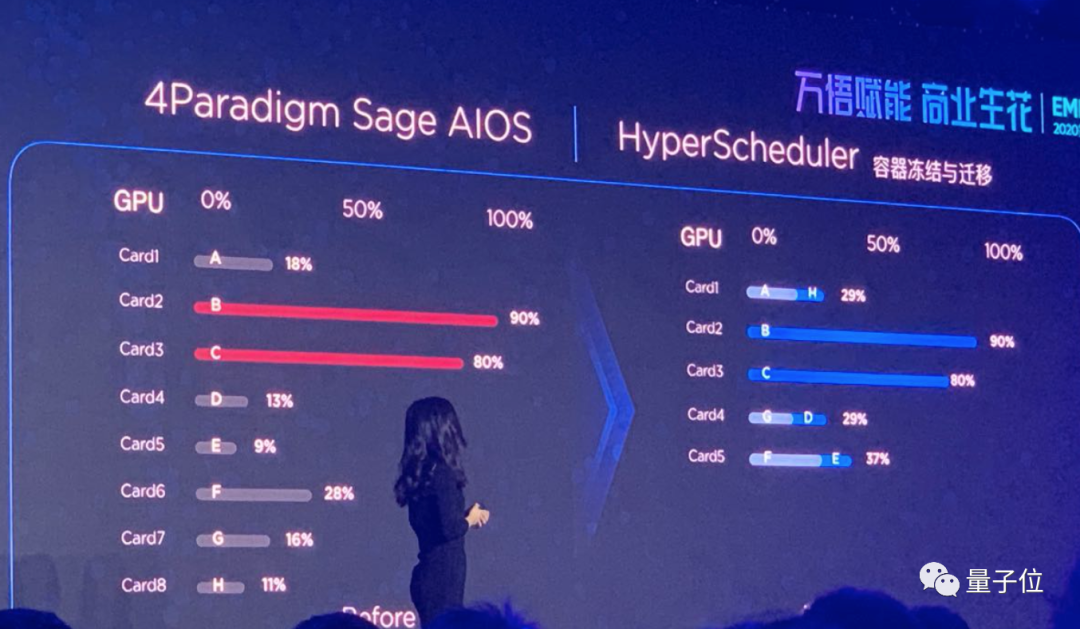 4Paradigm Sage AIOS
HyperScheduler 容器冻结与迁移
万悟赋能 商业生花
EMI
2020
GPU 0% 50% 100%
Card1 A 18%
Card2 B 90%
Card3 C 80%
Card4 D 13%
Card5 E 9%
Card6 F 28%
Card7 G 16%
Card8 H 11%
Before
GPU 0% 50% 100%
Card1 A H 29%
Card2 B 90%
Card3 C 80%
Card4 G D 29%
Card5 F E 37%
量子位